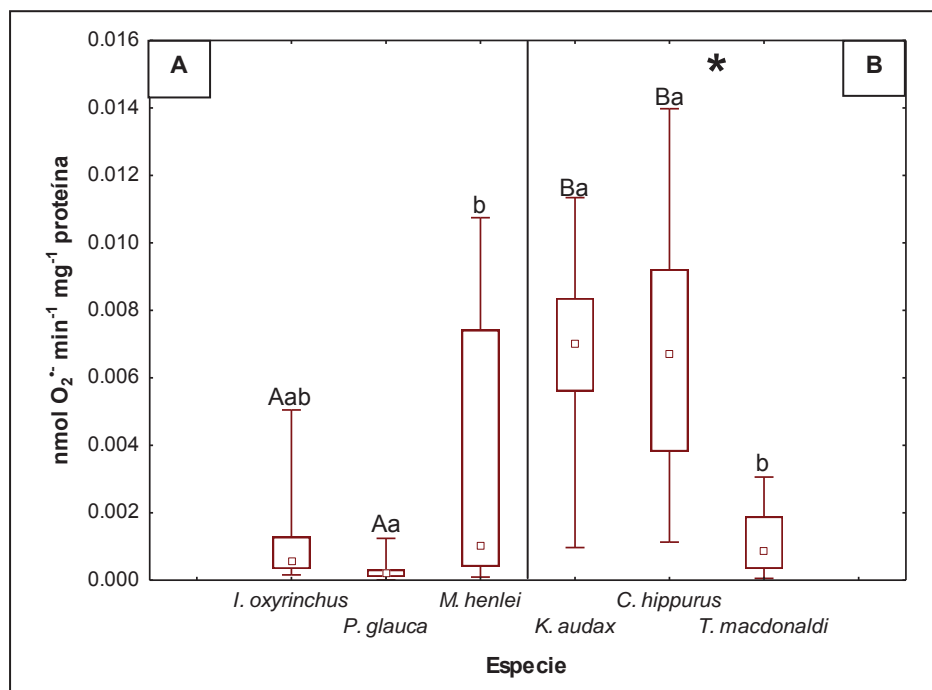 A
*
B
0.016
0.014
0.012
0.010
0.008
0.006
0.004
0.002
0.000
nmol O₂•- min⁻¹ mg⁻¹ proteína
Aab
Aa
b
Ba
Ba
b
I. oxyrinchus
M. henlei
C. hippurus
P. glauca
K. audax
T. macdonaldi
Especie